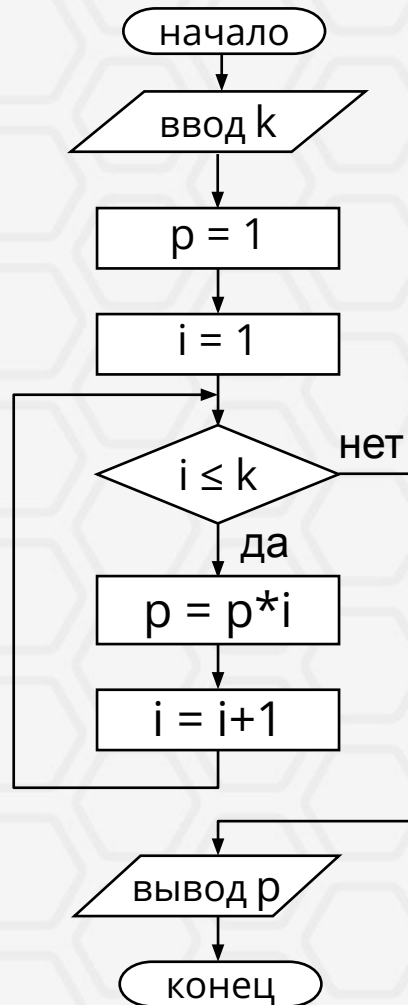 начало
ввод k
p = 1
i = 1
i ≤ k
нет
да
p = p*i
i = i+1
вывод p
конец